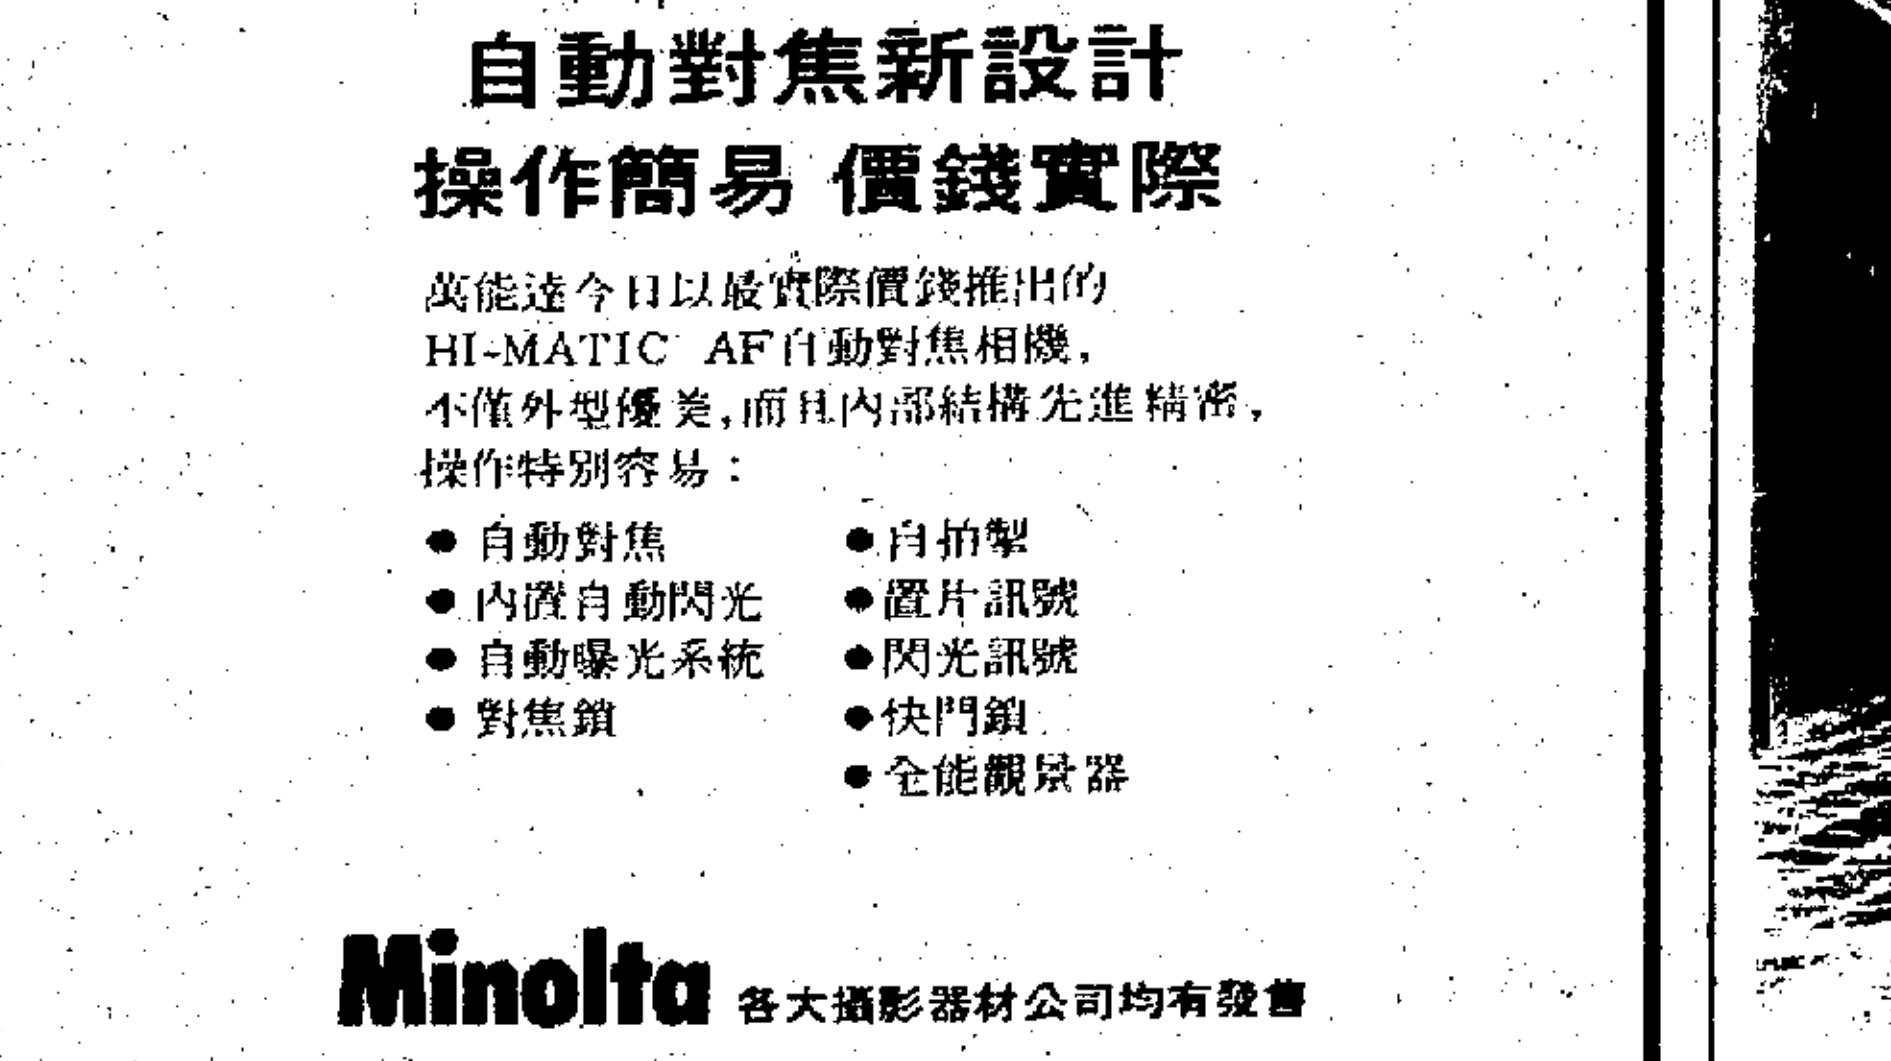 自動對焦新設計
操作簡易 價錢實際
萬能達今日以最實際價錢推出的
HI-MATIC AF自動對焦相機，
不僅外型優美，而且內部結構先進精密，
操作特別容易：
● 自動對焦
● 內置自動閃光
● 自動曝光系統
● 對焦鎖
● 自拍掣
● 置片訊號
● 閃光訊號
● 快門鎖
● 全能觀景器
Minolta 各大攝影器材公司均有發售